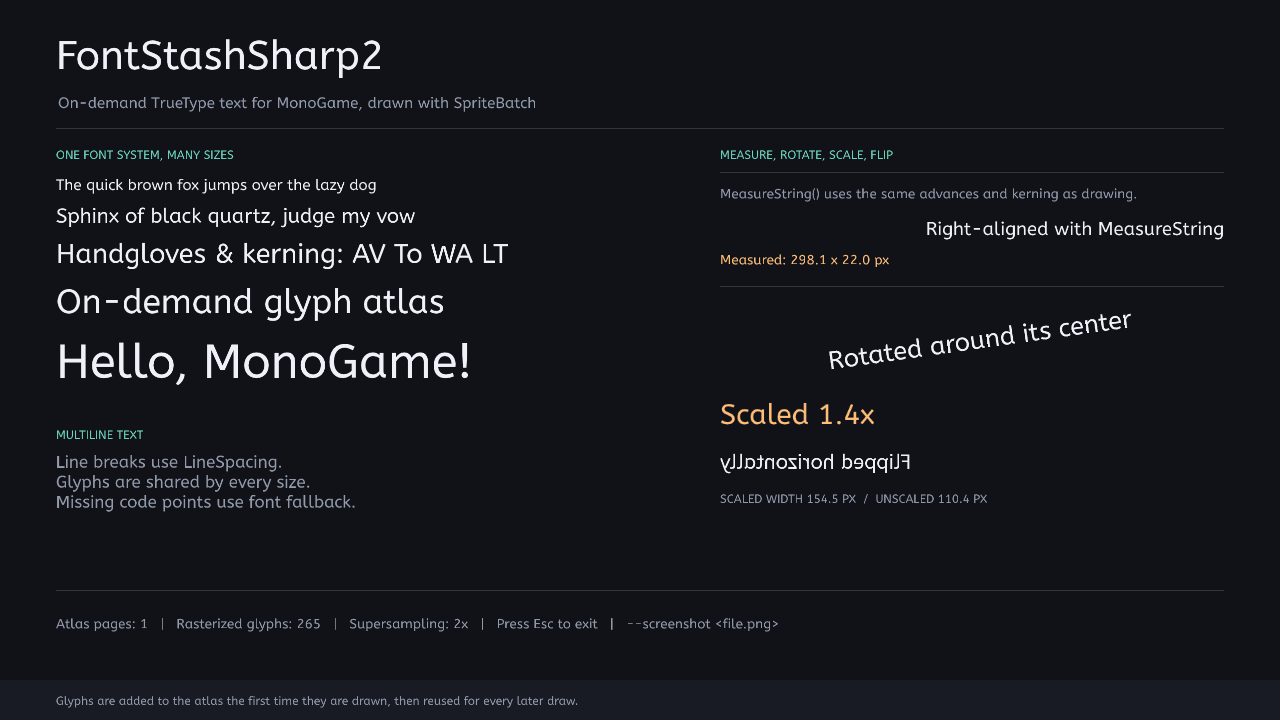 FontStashSharp2
On-demand TrueType text for MonoGame, drawn with SpriteBatch
ONE FONT SYSTEM, MANY SIZES
The quick brown fox jumps over the lazy dog
Sphinx of black quartz, judge my vow
Handgloves & kerning: AV To WA LT
On-demand glyph atlas
Hello, MonoGame!
MULTILINE TEXT
Line breaks use LineSpacing.
Glyphs are shared by every size.
Missing code points use font fallback.
MEASURE, ROTATE, SCALE, FLIP
MeasureString() uses the same advances and kerning as drawing.
Right-aligned with MeasureString
Measured: 298.1 x 22.0 px
Rotated around its center
Scaled 1.4x
Flipped horizontally
SCALED WIDTH 154.5 PX / UNSCALED 110.4 PX
Atlas pages: 1 | Rasterized glyphs: 265 | Supersampling: 2x | Press Esc to exit | --screenshot <file.png>
Glyphs are added to the atlas the first time they are drawn, then reused for every later draw.